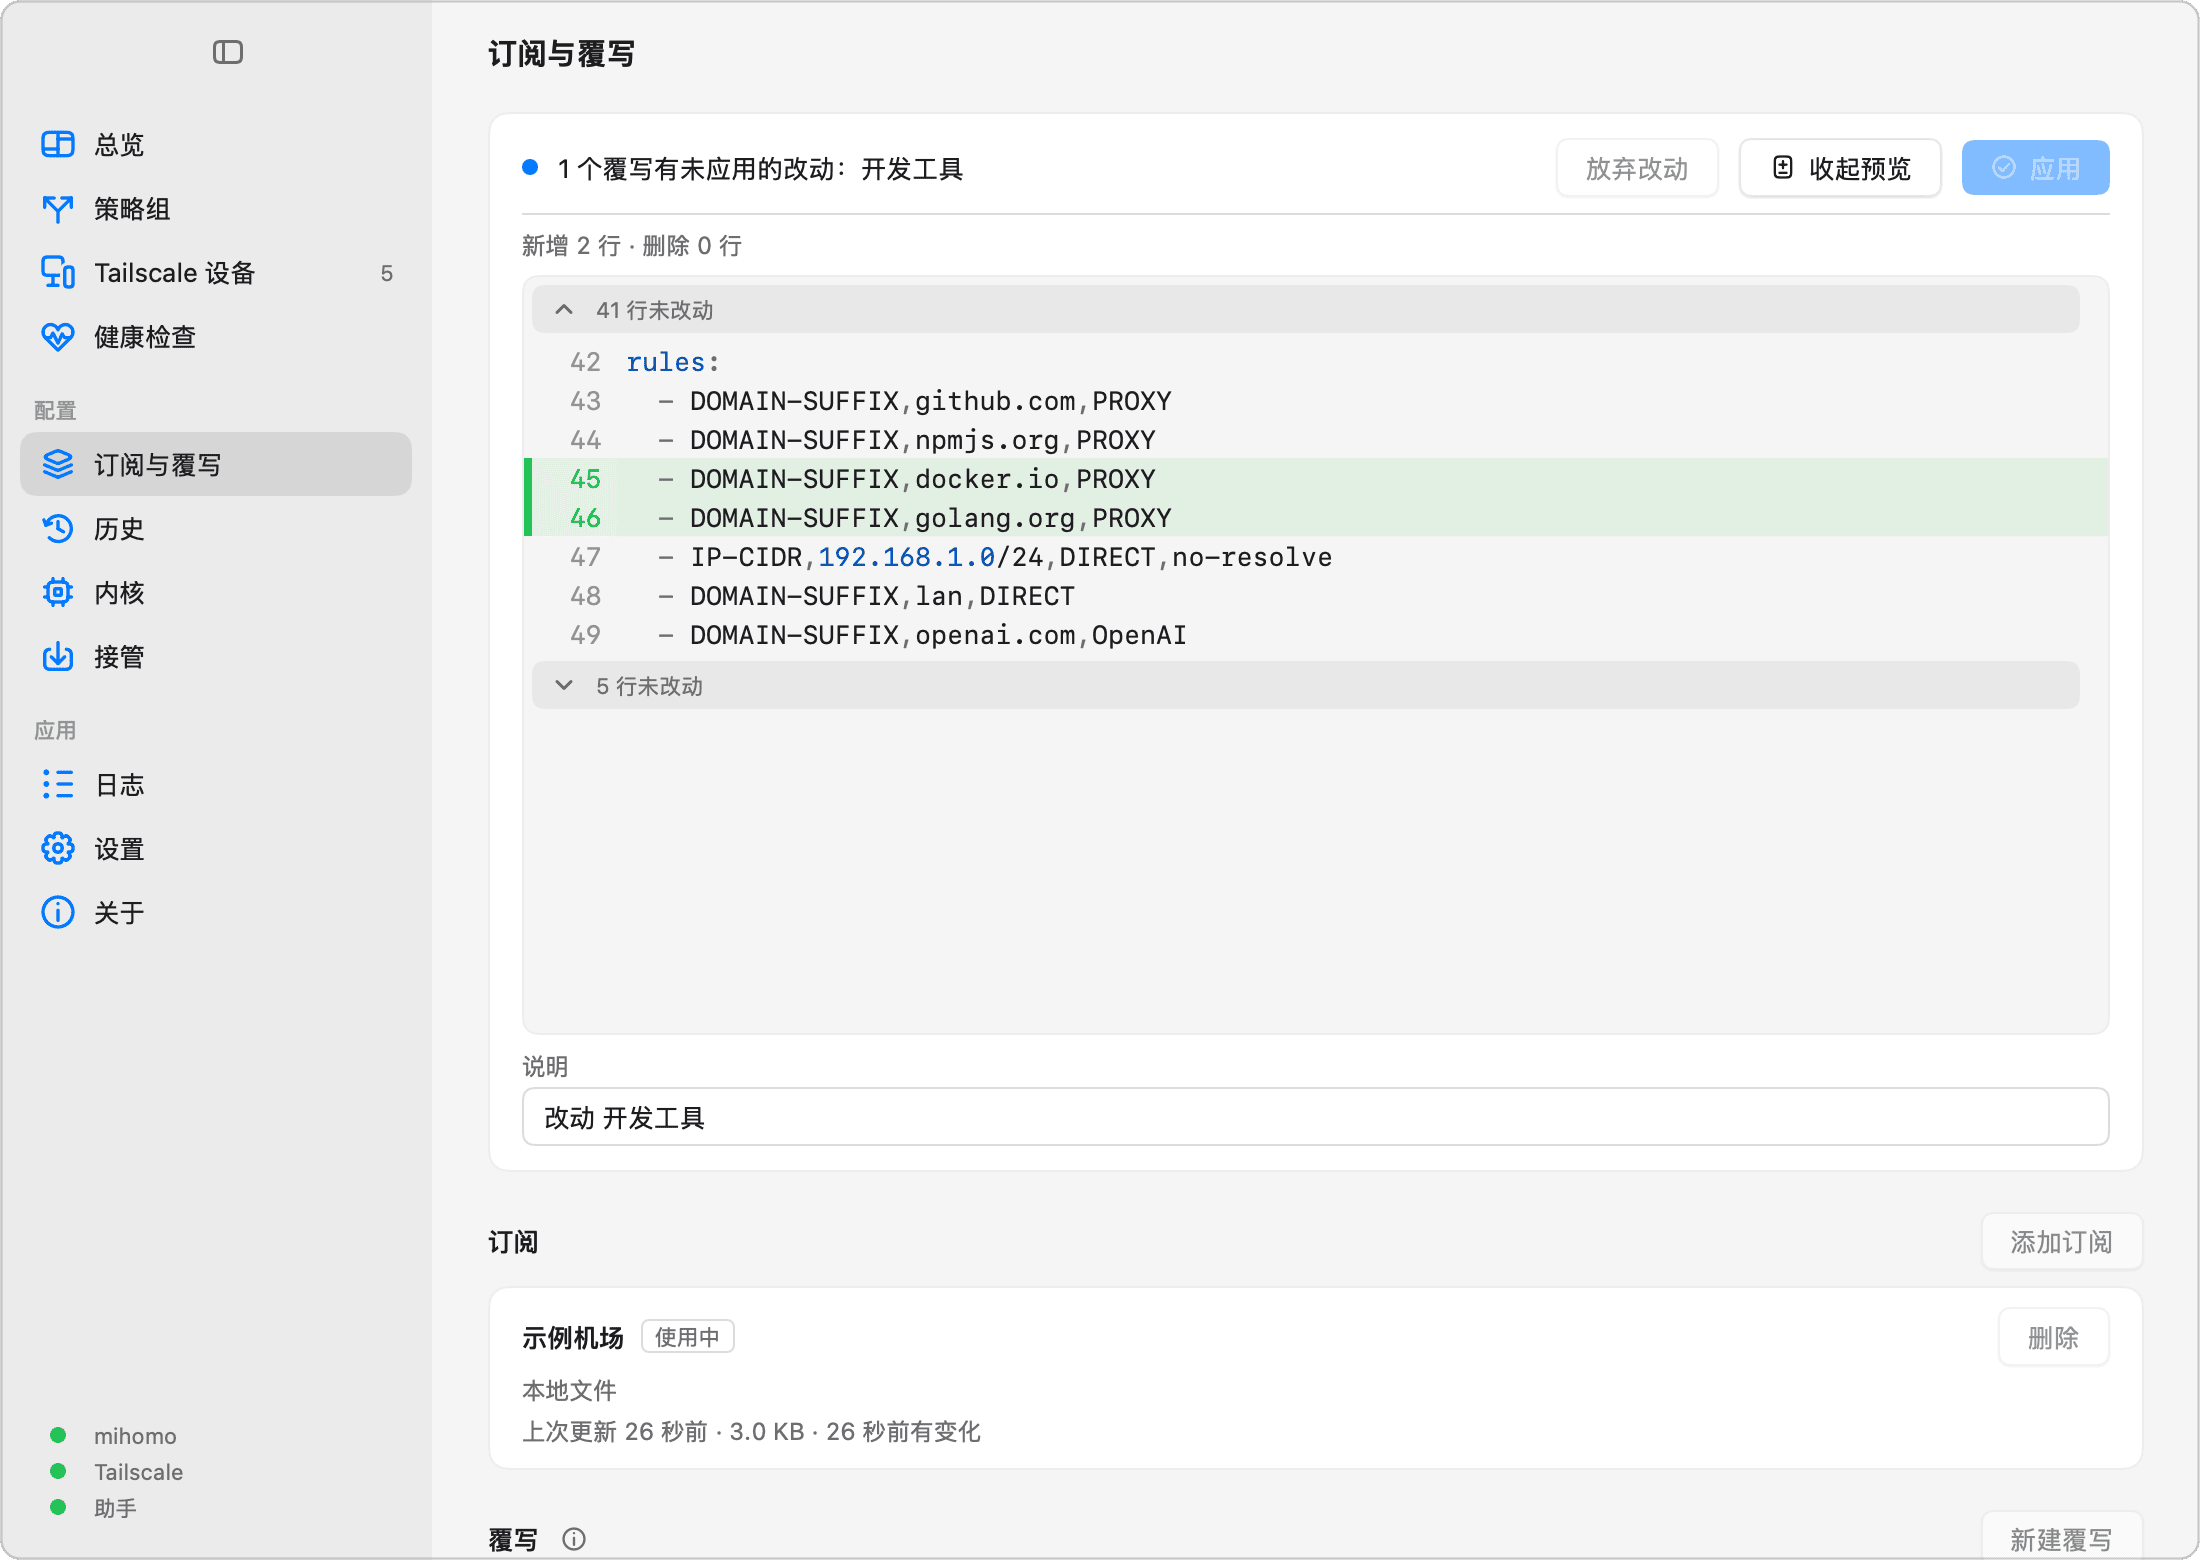 总览
策略组
Tailscale 设备 5
健康检查
配置
订阅与覆写
历史
内核
接管
应用
日志
设置
关于
mihomo
Tailscale
助手
订阅与覆写
1 个覆写有未应用的改动：开发工具
放弃改动
收起预览
应用
新增 2 行 · 删除 0 行
41 行未改动
42 rules:
43 - DOMAIN-SUFFIX,github.com,PROXY
44 - DOMAIN-SUFFIX,npmjs.org,PROXY
45 - DOMAIN-SUFFIX,docker.io,PROXY
46 - DOMAIN-SUFFIX,golang.org,PROXY
47 - IP-CIDR,192.168.1.0/24,DIRECT,no-resolve
48 - DOMAIN-SUFFIX,lan,DIRECT
49 - DOMAIN-SUFFIX,openai.com,OpenAI
5 行未改动
说明
改动 开发工具
订阅
添加订阅
示例机场 使用中
删除
本地文件
上次更新 26 秒前 · 3.0 KB · 26 秒前有变化
覆写
新建覆写